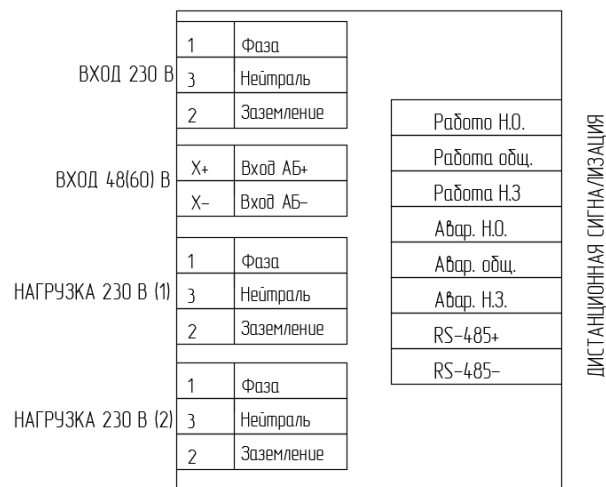 ВХОД 230 В
1 Фаза
3 Нейтраль
2 Заземление
ВХОД 48(60) В
X+ Вход АБ+
X- Вход АБ-
НАГРУЗКА 230 В (1)
1 Фаза
3 Нейтраль
2 Заземление
НАГРУЗКА 230 В (2)
1 Фаза
3 Нейтраль
2 Заземление
Работо Н.О.
Работа общ.
Работа Н.З
Авар. Н.О.
Авар. общ.
Авар. Н.З.
RS-485+
RS-485-
ДИСТАНЦИОННАЯ СИГНАЛИЗАЦИЯ